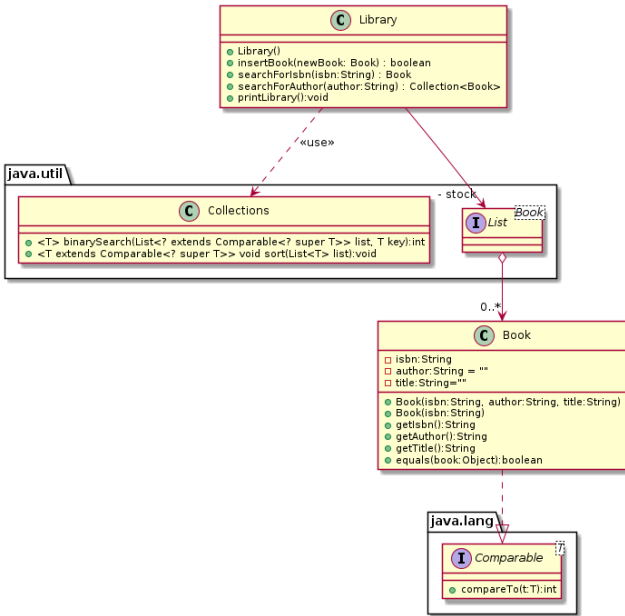 Library
Library()
insertBook(newBook: Book) : boolean
searchForIsbn(isbn:String) : Book
searchForAuthor(author:String) : Collection<Book>
printLibrary():void
«use»
java.util
- stock
Collections
<T> binarySearch(List<? extends Comparable<? super T>> list, T key):int
<T extends Comparable<? super T>> void sort(List<T> list):void
Book
List
0..*
Book
isbn:String
author:String = ""
title:String=""
Book(isbn:String, author:String, title:String)
Book(isbn:String)
getIsbn():String
getAuthor():String
getTitle():String
equals(book:Object):boolean
java.lang
T
Comparable
compareTo(t:T):int